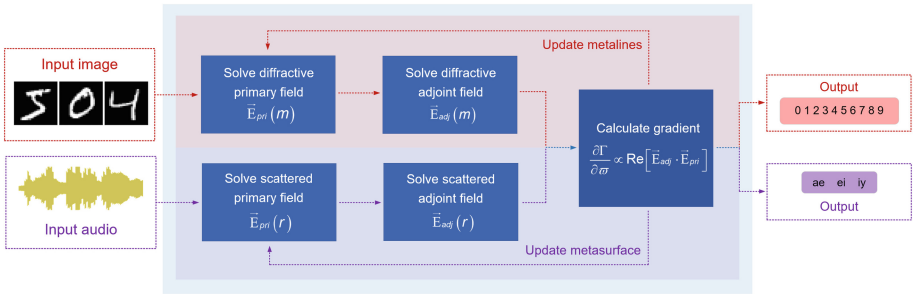 Input image
504
Input audio
Update metalines
Solve diffractive
primary field
E⃗pri(m)
Solve diffractive
adjoint field
E⃗adj(m)
Solve scattered
primary field
E⃗pri(r)
Solve scattered
adjoint field
E⃗adj(r)
Calculate gradient
∂Γ/∂ϖ ∝ Re[E⃗adj · E⃗pri]
Update metasurface
Output
0 1 2 3 4 5 6 7 8 9
ae ei iy
Output